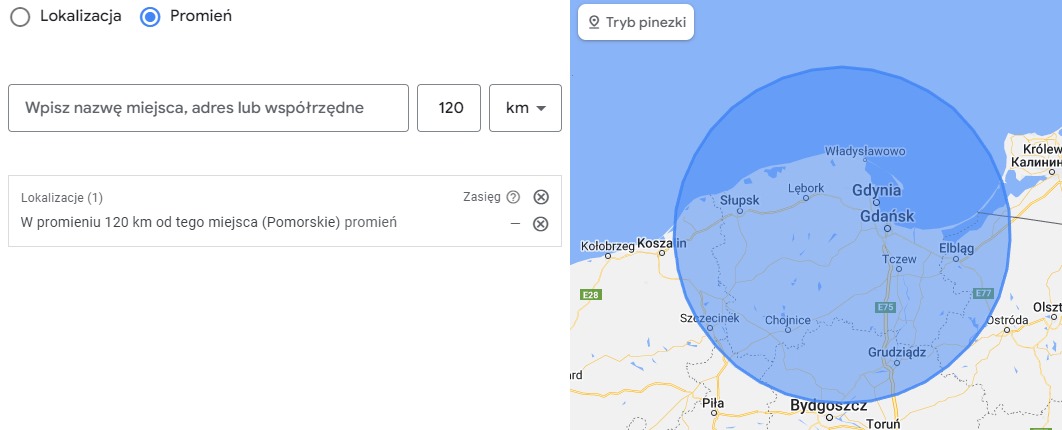 Lokalizacja Promień
Wpisz nazwę miejsca, adres lub współrzędne 120 km
Lokalizacje (1) Zasięg
W promieniu 120 km od tego miejsca (Pomorskie) promień –
Tryb pinezki
Władysławowo
Królew
Калинин
Lębork
Gdynia
Słupsk
Gdańsk
Kołobrzeg
Koszalin
Elbląg
Tczew
E28
E77
E75
Olszt
Szczecinek
Chojnice
Ostróda
Grudziądz
ard
Piła
Bydgoszcz
Toruń